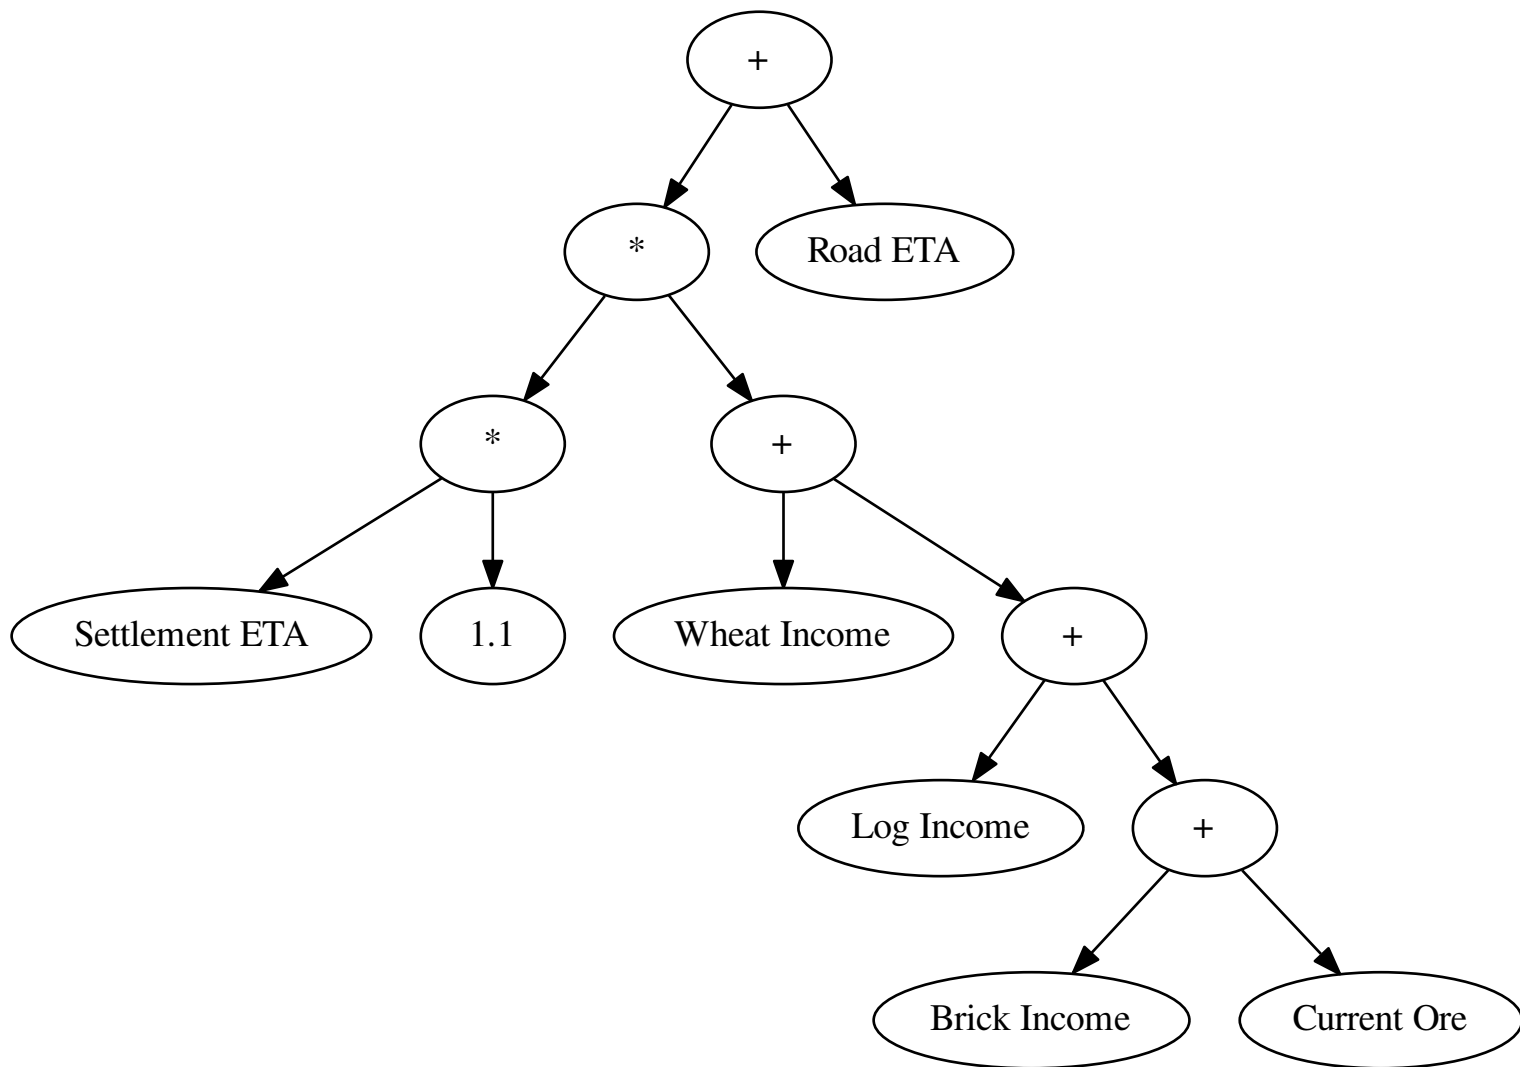 +
*
Road ETA
*
+
Settlement ETA
1.1
Wheat Income
+
Log Income
+
Brick Income
Current Ore